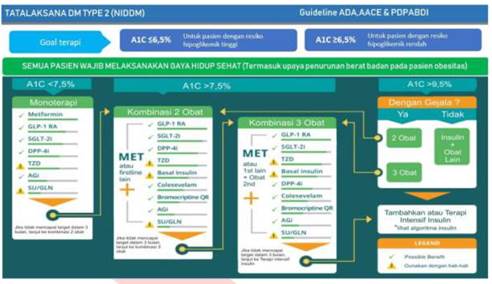 TATALAKSANA DM TYPE 2 (NIDDM)
Guideline ADA,AACE & PDPABDI
Goal terapi
A1C ≤6,5%
Untuk pasien dengan resiko
hipoglikemik tinggi
A1C ≥6,5%
Untuk pasien dengan resiko
hipoglikemik rendah
SEMUA PASIEN WAJIB MELAKSANAKAN GAYA HIDUP SEHAT (Termasuk upaya penurunan berat badan pada pasien obesitas)
A1C <7,5%
Monoterapi
Metformin
GLP-1 RA
SGLT-2i
DPP-4i
TZD
AGi
SU/GLN
Jika tidak mencapai
target dalam 3
bulan, lanjut ke
kombinasi 2 obat
A1C >7,5%
Kombinasi 2 Obat
MET
atau
firstline
lain
+
GLP-1 RA
SGLT-2i
DPP-4i
TZD
Basal Insulin
Colesevelam
Bromocriptine QR
AGi
SU/GLN
Jika tidak mencapai
target dalam 3
bulan, lanjut ke
kombinasi 3 obat
Kombinasi 3 Obat
MET
atau
1st lain
+ Obat
2nd
+
GLP-1 RA
SGLT-2i
TZD
Basal Insulin
DPP-4i
Colesevelam
Bromocriptine QR
AGi
SU/GLN
Jika tidak mencapai
target dalam 3 bulan,
lanjut ke Terapi
intensif insulin
A1C >9,5%
Dengan Gejala ?
Ya
Tidak
2 Obat
3 Obat
Insulin
+
Obat
Lain
Tambahkan atau Terapi
Intensif Insulin
*lihat algoritma insulin
LEGEND
Possible Benefit
Gunakan dengan hati-hati